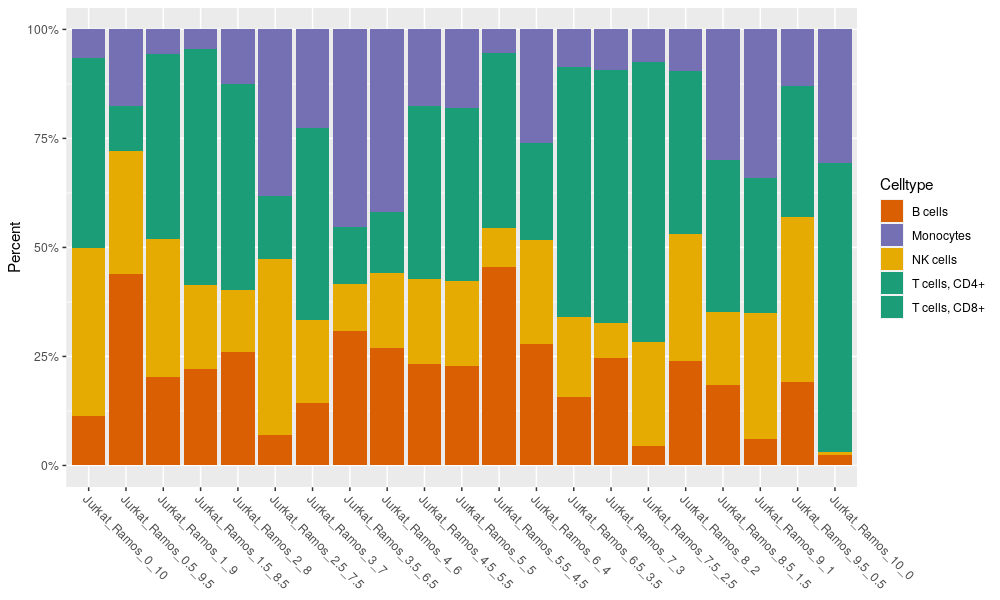 100%
75%
50%
25%
0%
Percent
Jurkat_Ramos_0_10
Jurkat_Ramos_0.5_9.5
Jurkat_Ramos_1_9
Jurkat_Ramos_1.5_8.5
Jurkat_Ramos_2_8
Jurkat_Ramos_2.5_7.5
Jurkat_Ramos_3_7
Jurkat_Ramos_3.5_6.5
Jurkat_Ramos_4_6
Jurkat_Ramos_4.5_5.5
Jurkat_Ramos_5_5
Jurkat_Ramos_5.5_4.5
Jurkat_Ramos_6_4
Jurkat_Ramos_6.5_3.5
Jurkat_Ramos_7_3
Jurkat_Ramos_7.5_2.5
Jurkat_Ramos_8_2
Jurkat_Ramos_8.5_1.5
Jurkat_Ramos_9_1
Jurkat_Ramos_9.5_0.5
Jurkat_Ramos_10_0
Celltype
B cells
Monocytes
NK cells
T cells, CD4+
T cells, CD8+